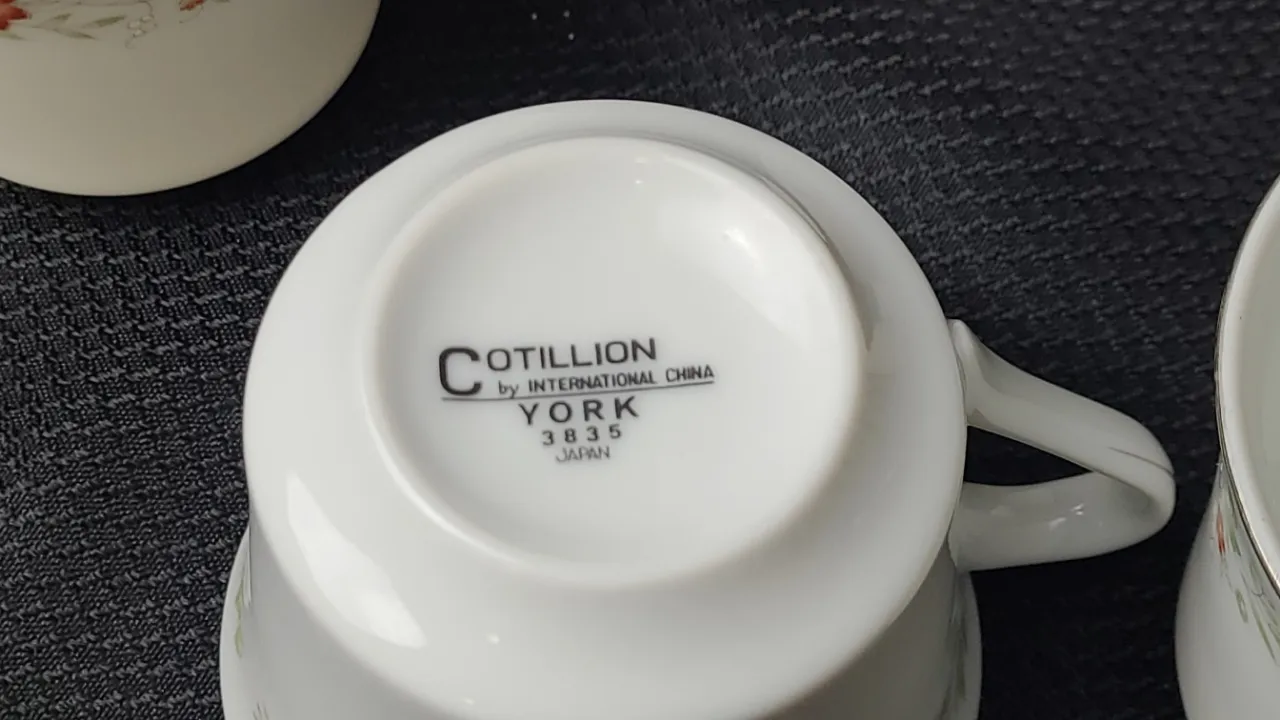 COTILLION
by INTERNATIONAL CHINA
YORK
3835
JAPAN